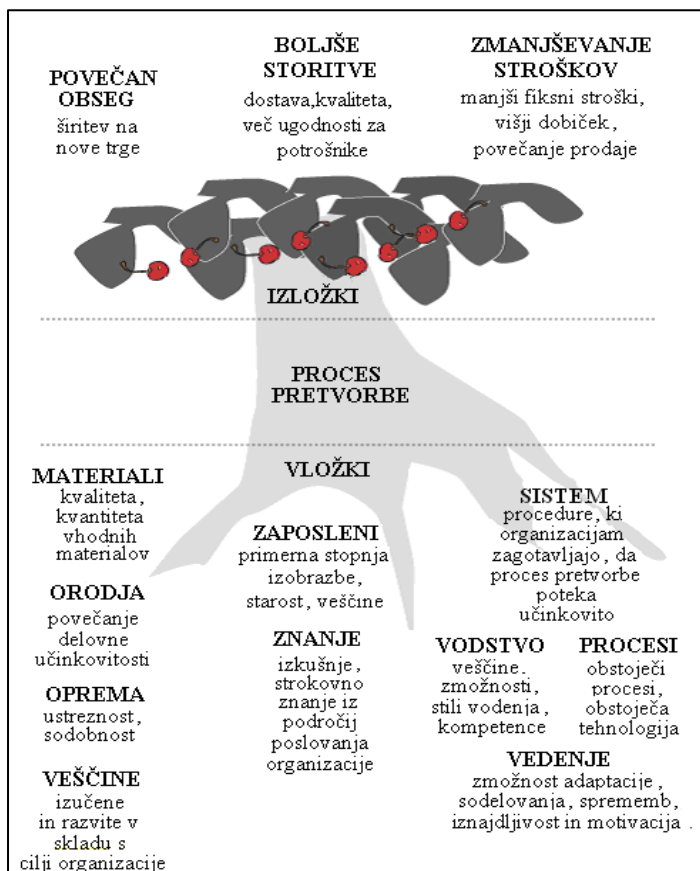 POVEČAN
OBSEG
širitev na
nove trge
BOLJŠE
STORITVE
dostava,kvaliteta,
več ugodnosti za
potrošnike
ZMANJŠEVANJE
STROŠKOV
manjši fiksni stroški,
višji dobiček,
povečanje prodaje
IZLOŽKI
PROCES
PRETVORBE
VLOŽKI
MATERIALI
kvaliteta,
kvantiteta
vhodnih
materialov
ORODJA
povečanje
delovne
učinkovitosti
OPREMA
ustreznost,
sodobnost
VEŠČINE
izučene
in razvite v
skladu s
cilji organizacije
ZAPOSLENI
primerna stopnja
izobrazbe,
starost, veščine
ZNANJE
izkušnje,
strokovno
znanje iz
področij
poslovanja
organizacije
SISTEM
procedure, ki
organizacijam
zagotavljajo, da
proces pretvorbe
poteka
učinkovito
VODSTVO
veščine.
zmožnosti,
stili vodenja,
kompetence
PROCESI
obstoječi
procesi,
obstoječa
tehnologija
VEDENJE
zmožnost adaptacije,
sodelovanja, sprememb,
iznajdljivost in motivacija .